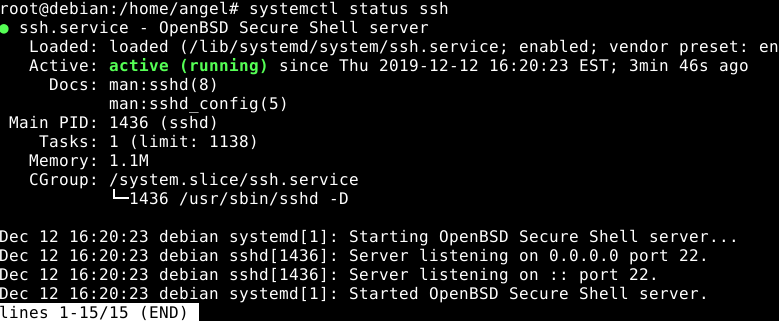 root@debian:/home/angel# systemctl status ssh
● ssh.service - OpenBSD Secure Shell server
   Loaded: loaded (/lib/systemd/system/ssh.service; enabled; vendor preset: en
   Active: active (running) since Thu 2019-12-12 16:20:23 EST; 3min 46s ago
     Docs: man:sshd(8)
           man:sshd_config(5)
 Main PID: 1436 (sshd)
    Tasks: 1 (limit: 1138)
   Memory: 1.1M
   CGroup: /system.slice/ssh.service
           └─1436 /usr/sbin/sshd -D

Dec 12 16:20:23 debian systemd[1]: Starting OpenBSD Secure Shell server...
Dec 12 16:20:23 debian sshd[1436]: Server listening on 0.0.0.0 port 22.
Dec 12 16:20:23 debian sshd[1436]: Server listening on :: port 22.
Dec 12 16:20:23 debian systemd[1]: Started OpenBSD Secure Shell server.
lines 1-15/15 (END)